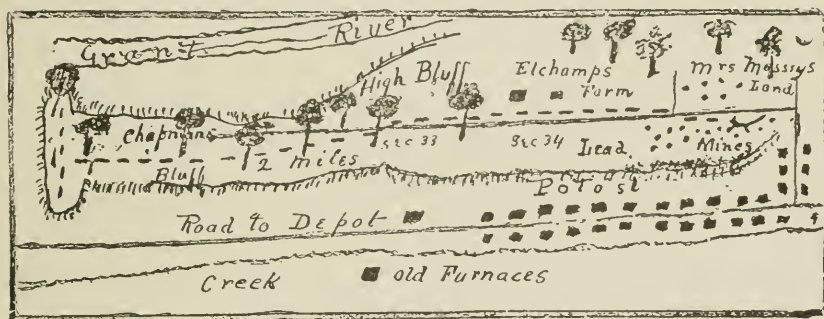 Grant River
High Bluff
Elchamps Farm
Mrs Masssys Land
Chapmans Bluff
2 miles
Sec 33
Sec 34
Lead Mines
Potosi
Road to Depot
Creek
old Furnaces